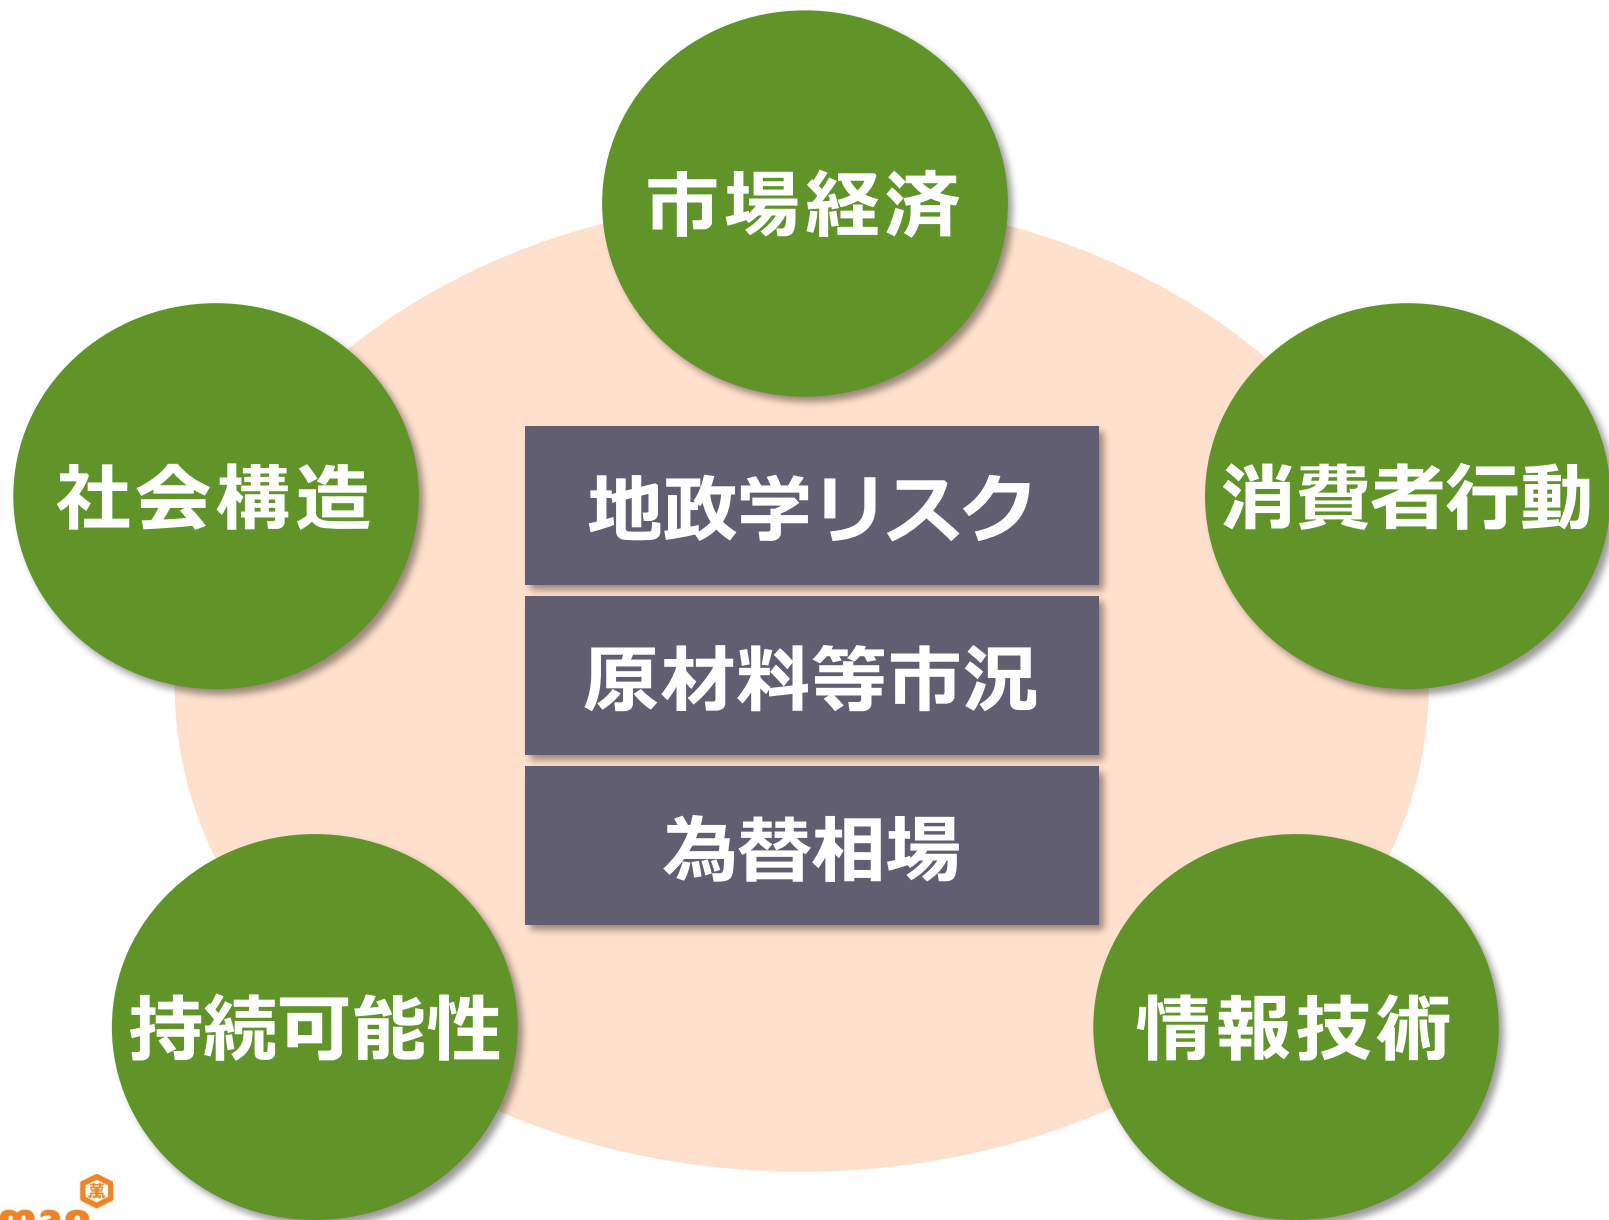 市場経済
社会構造
消費者行動
地政学リスク
原材料等市況
為替相場
持続可能性
情報技術
萬